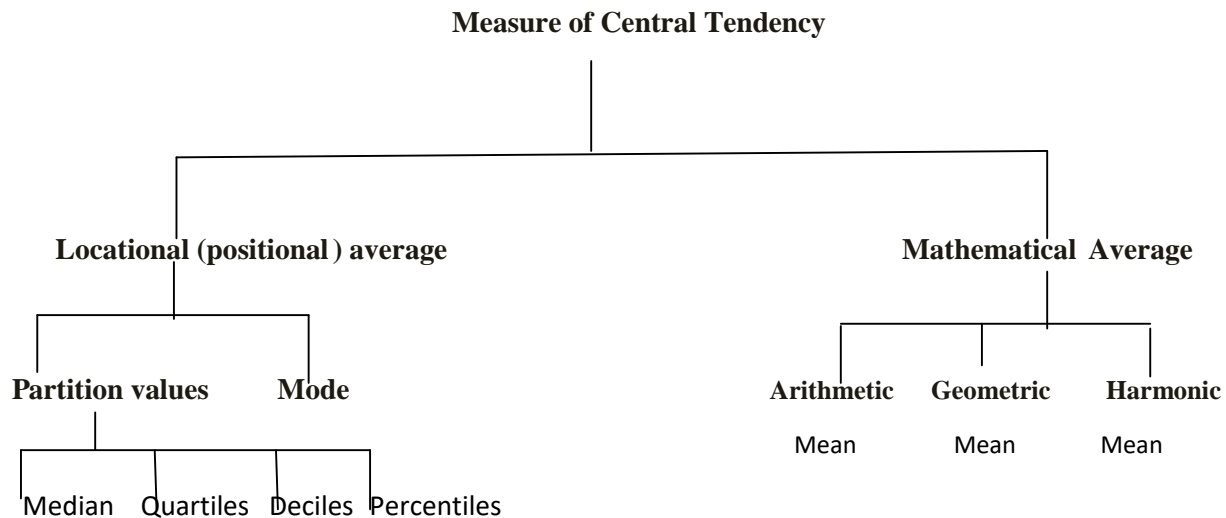 Measure of Central Tendency
Locational (positional ) average
Mathematical Average
Partition values
Mode
Arithmetic Mean
Geometric Mean
Harmonic Mean
Median Quartiles Deciles Percentiles